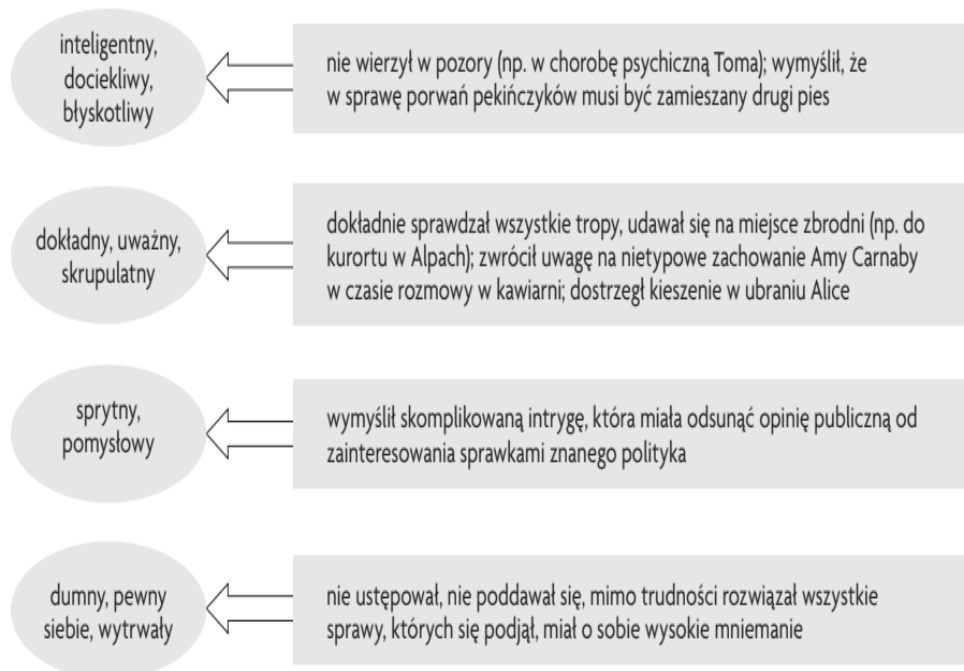 inteligentny,
dociekliwy,
błyskotliwy
nie wierzył w pozory (np. w chorobę psychiczną Toma); wymyślił, że
w sprawę porwań pekińczyków musi być zamieszany drugi pies
dokładny, uważny,
skrupulatny
dokładnie sprawdzał wszystkie tropy, udawał się na miejsce zbrodni (np. do
kurortu w Alpach); zwrócił uwagę na nietypowe zachowanie Amy Carnaby
w czasie rozmowy w kawiarni; dostrzegł kieszenie w ubraniu Alice
sprytny,
pomysłowy
wymyślił skomplikowaną intrygę, która miała odsunąć opinię publiczną od
zainteresowania sprawkami znanego polityka
dumny, pewny
siebie, wytrwały
nie ustępował, nie poddawał się, mimo trudności rozwiązał wszystkie
sprawy, których się podjął, miał o sobie wysokie mniemanie